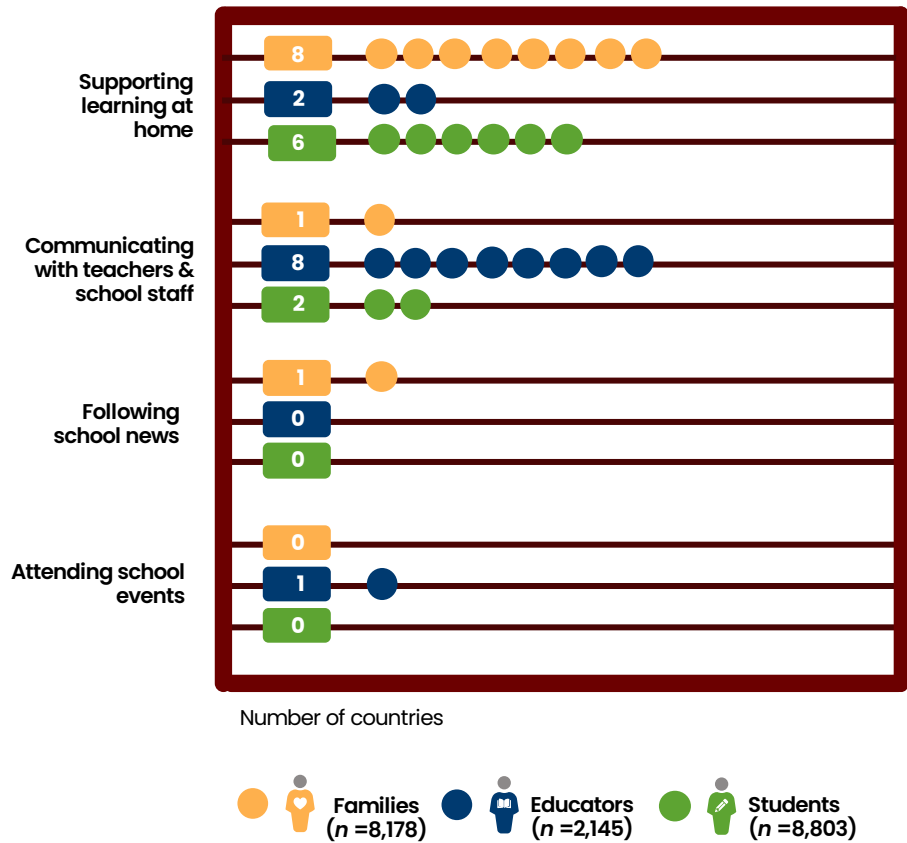 8
Supporting
learning at
home
2
6
1
Communicating
with teachers &
school staff
8
2
1
Following
school news
0
0
0
Attending school
events
1
0
Number of countries
Families
(n =8,178)
Educators
(n =2,145)
Students
(n =8,803)